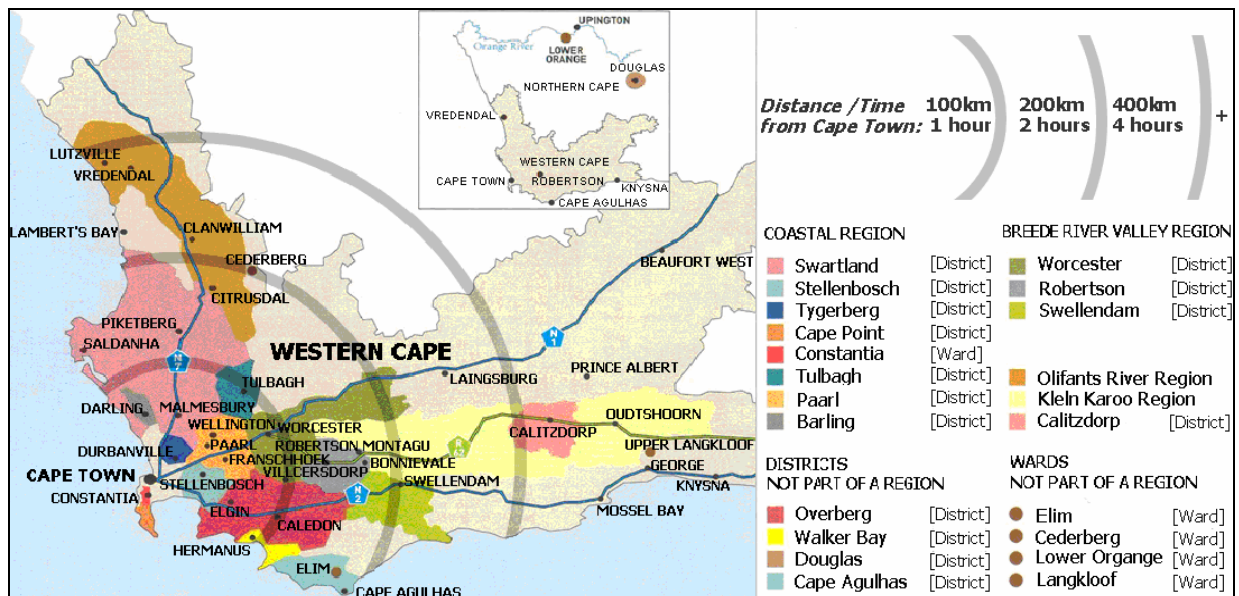 UPINGTON
Orange River
LOWER
ORANGE
DOUGLAS
NORTHERN CAPE
VREDENDAL
WESTERN CAPE
CAPE TOWN
ROBERTSON
KNYSNA
CAPE AGULHAS
LUTZVILLE
VREDENDAL
LAMBERT'S BAY
CLANWILLIAM
CEDERBERG
CITRUSDAL
BEAUFORT WEST
PIKETBERG
SALDANHA
N
7
WESTERN CAPE
N
1
TULBAGH
LAINGSBURG
PRINCE ALBERT
DARLING
MALMESBURY
WELLINGTON
WORCESTER
OUDTSHOORN
CALITZDORP
ROBERTSON
MONTAGU
R
62
DURBANVILLE
PAARL
FRANSCHHOEK
BONNIEVALE
UPPER LANGKLOOF
VILLCERSDORP
GEORGE
CAPE TOWN
STELLENBOSCH
SWELLENDAM
KNYSNA
CONSTANTIA
N
2
ELGIN
MOSSEL BAY
CALEDON
HERMANUS
ELIM
CAPE AGULHAS
Distance /Time
from Cape Town:
100km
1 hour
200km
2 hours
400km
4 hours
+
COASTAL REGION
Swartland [District]
Stellenbosch [District]
Tygerberg [District]
Cape Point [District]
Constantia [Ward]
Tulbagh [District]
Paarl [District]
Barling [District]
BREEDE RIVER VALLEY REGION
Worcester [District]
Robertson [District]
Swellendam [District]
Olifants River Region
Kleln Karoo Region
Calitzdorp [District]
DISTRICTS
NOT PART OF A REGION
Overberg [District]
Walker Bay [District]
Douglas [District]
Cape Agulhas [District]
WARDS
NOT PART OF A REGION
Elim [Ward]
Cederberg [Ward]
Lower Organge [Ward]
Langkloof [Ward]